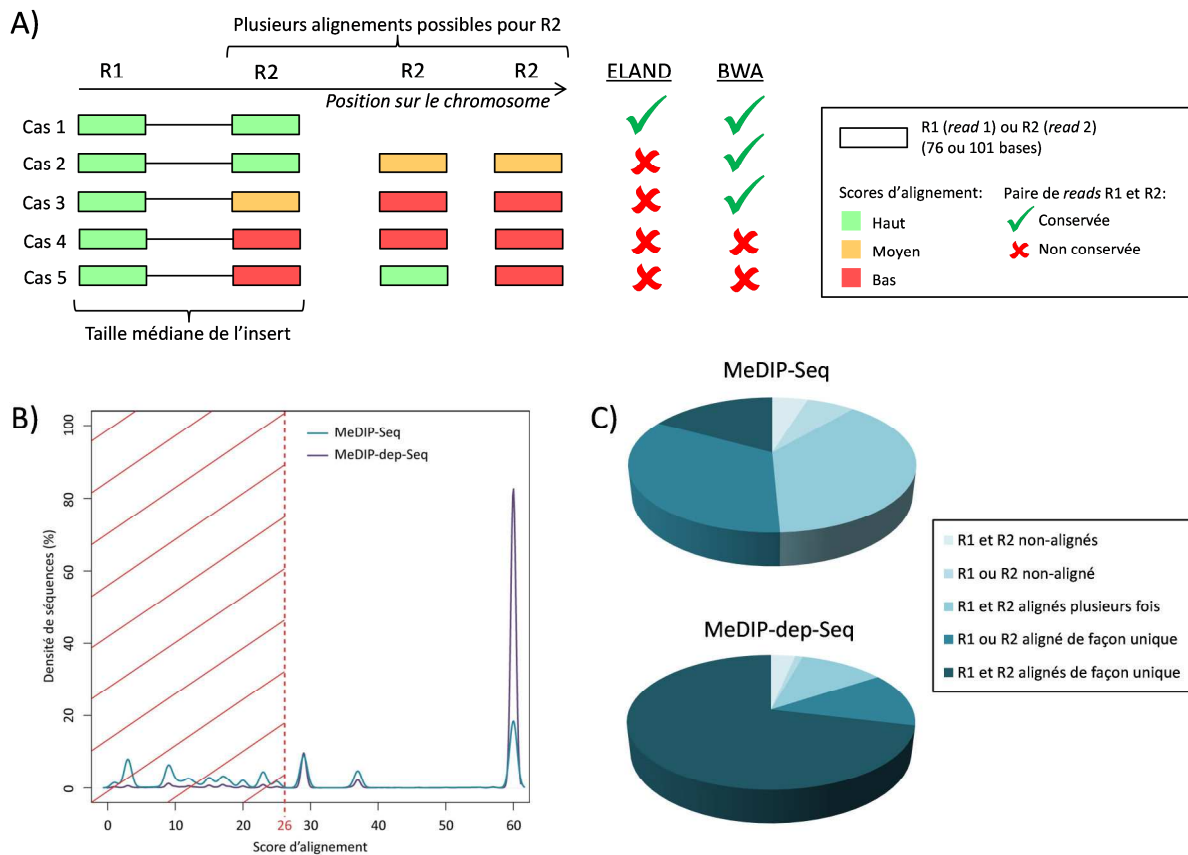 A)
Plusieurs alignements possibles pour R2
R1
R2
R2
R2
ELAND
BWA
Position sur le chromosome
Cas 1
Cas 2
Cas 3
Cas 4
Cas 5
Taille médiane de l'insert
R1 (read 1) ou R2 (read 2)
(76 ou 101 bases)
Scores d'alignement:
Haut
Moyen
Bas
Paire de reads R1 et R2:
Conservée
Non conservée
B)
MeDIP-Seq
MeDIP-dep-Seq
Densité de séquences (%)
100
80
60
40
20
0
0
10
20
26
30
40
50
60
Score d'alignement
C)
MeDIP-Seq
MeDIP-dep-Seq
R1 et R2 non-alignés
R1 ou R2 non-aligné
R1 et R2 alignés plusieurs fois
R1 ou R2 aligné de façon unique
R1 et R2 alignés de façon unique